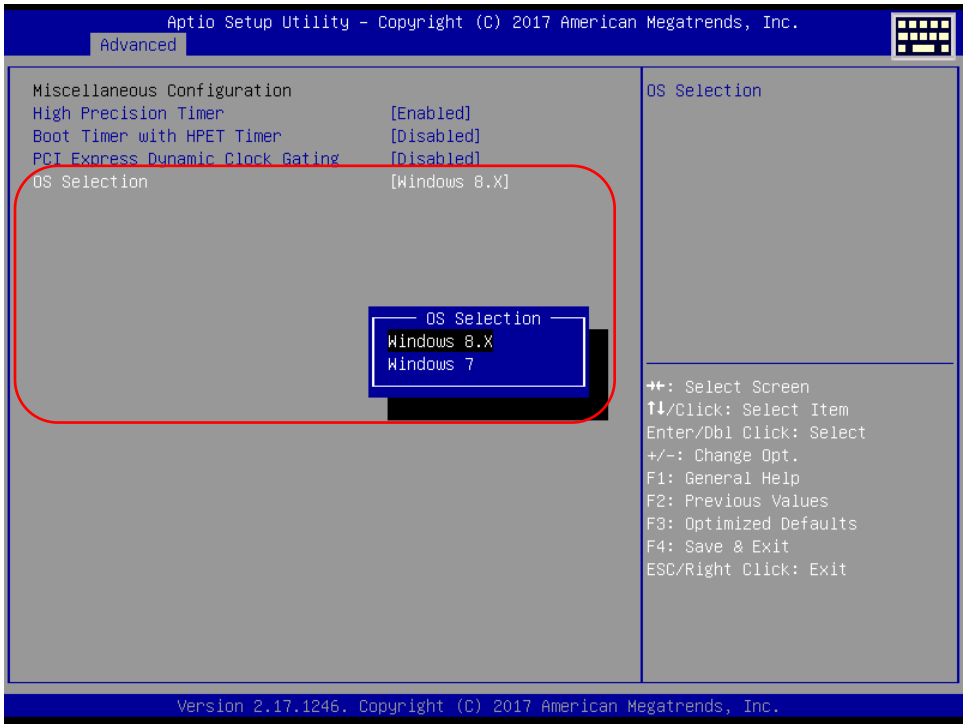 Aptio Setup Utility – Copyright (C) 2017 American Megatrends, Inc.
Advanced
Miscellaneous Configuration
High Precision Timer [Enabled]
Boot Timer with HPET Timer [Disabled]
PCI Express Dynamic Clock Gating [Disabled]
OS Selection [Windows 8.X]
OS Selection
Windows 8.X
Windows 7
OS Selection
→←: Select Screen
↑↓/Click: Select Item
Enter/Dbl Click: Select
+/-: Change Opt.
F1: General Help
F2: Previous Values
F3: Optimized Defaults
F4: Save & Exit
ESC/Right Click: Exit
Version 2.17.1246. Copyright (C) 2017 American Megatrends, Inc.